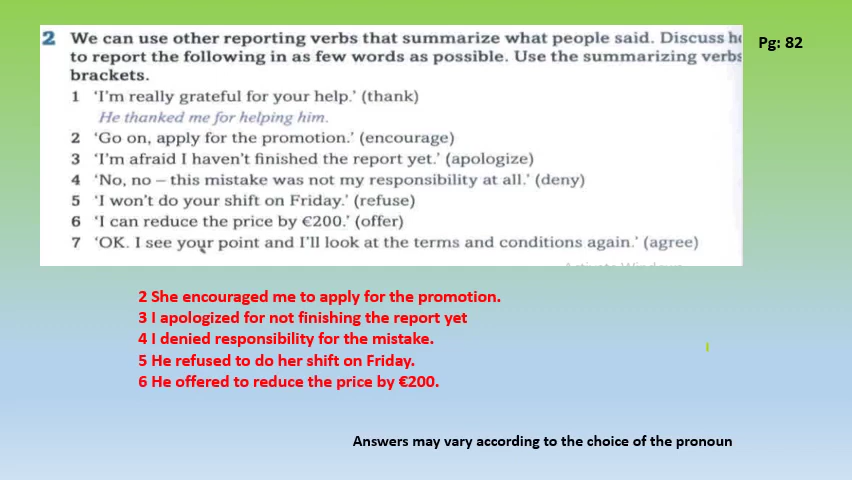 2 We can use other reporting verbs that summarize what people said. Discuss
to report the following in as few words as possible. Use the summarizing verbs
brackets.
1 'I'm really grateful for your help.' (thank)
He thanked me for helping him.
2 'Go on, apply for the promotion.' (encourage)
3 'I'm afraid I haven't finished the report yet.' (apologize)
4 'No, no – this mistake was not my responsibility at all.' (deny)
5 'I won't do your shift on Friday.' (refuse)
6 'I can reduce the price by €200.' (offer)
7 'OK. I see your point and I'll look at the terms and conditions again.' (agree)
Pg: 82
2 She encouraged me to apply for the promotion.
3 I apologized for not finishing the report yet
4 I denied responsibility for the mistake.
5 He refused to do her shift on Friday.
6 He offered to reduce the price by €200.
Answers may vary according to the choice of the pronoun